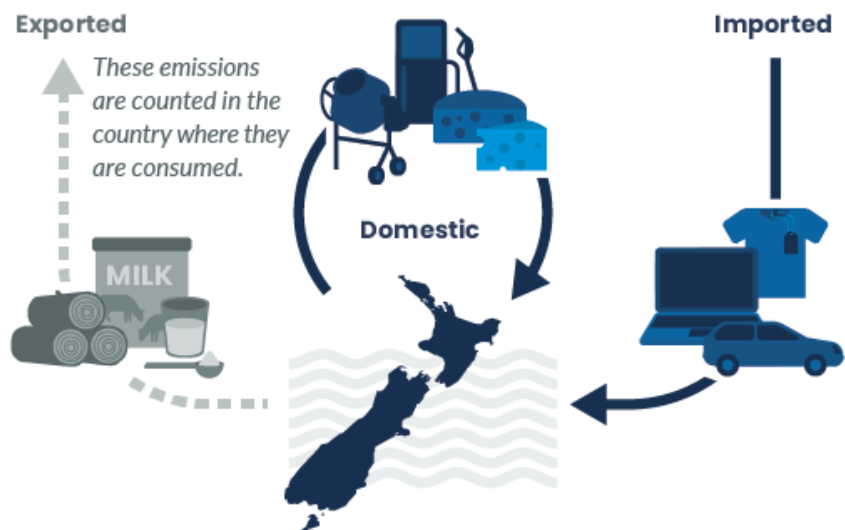 Exported
These emissions
are counted in the
country where they
are consumed.
MILK
Domestic
Imported